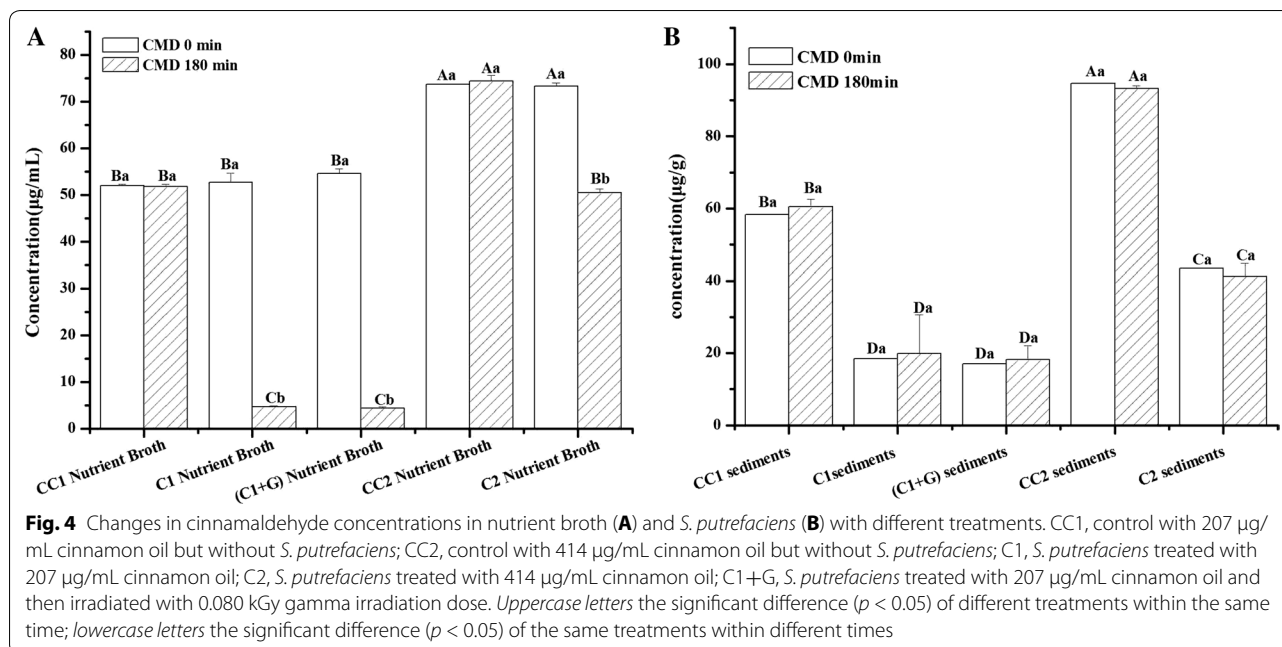 A
CMD 0 min
CMD 180 min
Concentration(µg/mL)
80
70
60
50
40
30
20
10
0
Ba Ba
Ba
Cb
Ba
Cb
Aa Aa
Aa
Bb
CC1 Nutrient Broth
C1 Nutrient Broth
(C1+G) Nutrient Broth
CC2 Nutrient Broth
C2 Nutrient Broth
B
CMD 0min
CMD 180min
concentration(µg/g)
100
80
60
40
20
0
Ba Ba
Da Da
Da Da
Aa Aa
Ca Ca
CC1 sediments
C1sediments
(C1+G) sediments
CC2 sediments
C2 sediments
Fig. 4 Changes in cinnamaldehyde concentrations in nutrient broth (A) and S. putrefaciens (B) with different treatments. CC1, control with 207 µg/
mL cinnamon oil but without S. putrefaciens; CC2, control with 414 µg/mL cinnamon oil but without S. putrefaciens; C1, S. putrefaciens treated with
207 µg/mL cinnamon oil; C2, S. putrefaciens treated with 414 µg/mL cinnamon oil; C1+G, S. putrefaciens treated with 207 µg/mL cinnamon oil and
then irradiated with 0.080 kGy gamma irradiation dose. Uppercase letters the significant difference (p < 0.05) of different treatments within the same
time; lowercase letters the significant difference (p < 0.05) of the same treatments within different times